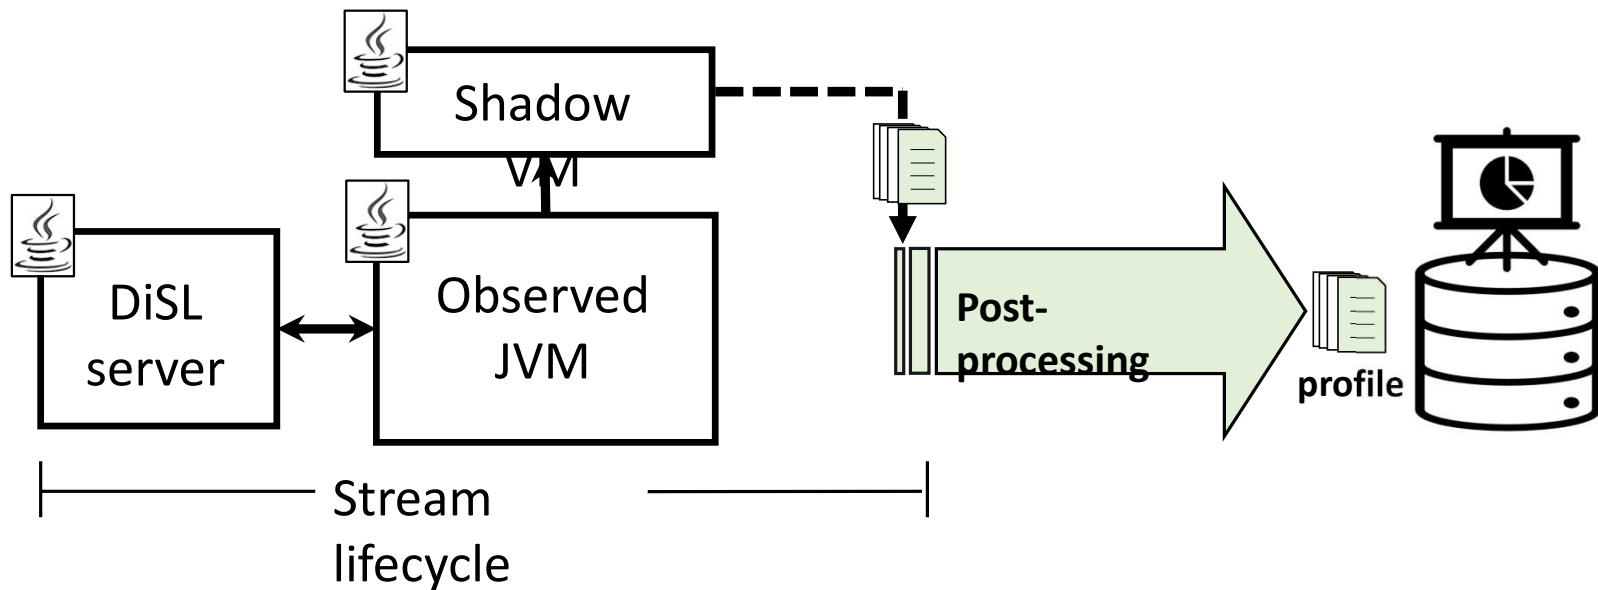 Shadow
VM
DiSL
server
Observed
JVM
Post-
processing
profile
Stream
lifecycle